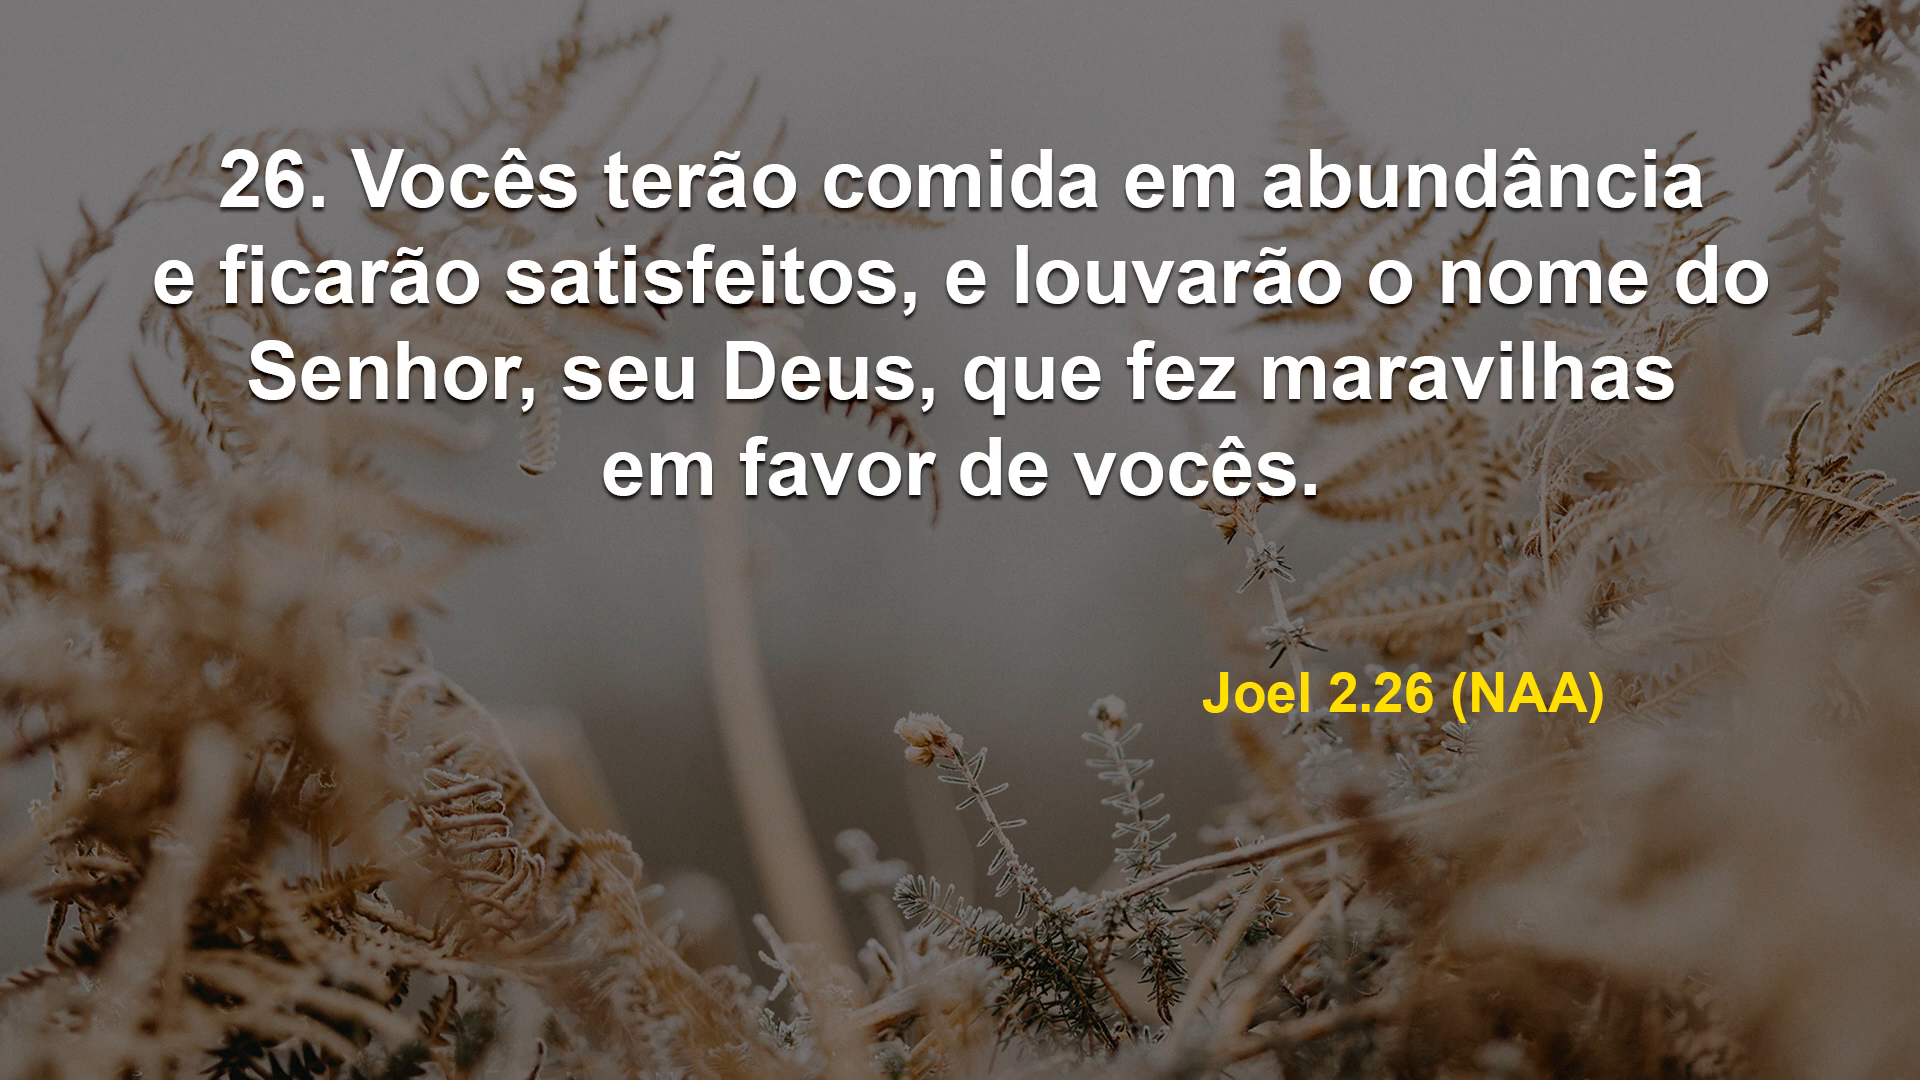 26. Vocês terão comida em abundância
e ficarão satisfeitos, e louvarão o nome do
Senhor, seu Deus, que fez maravilhas
em favor de vocês.
Joel 2.26 (NAA)